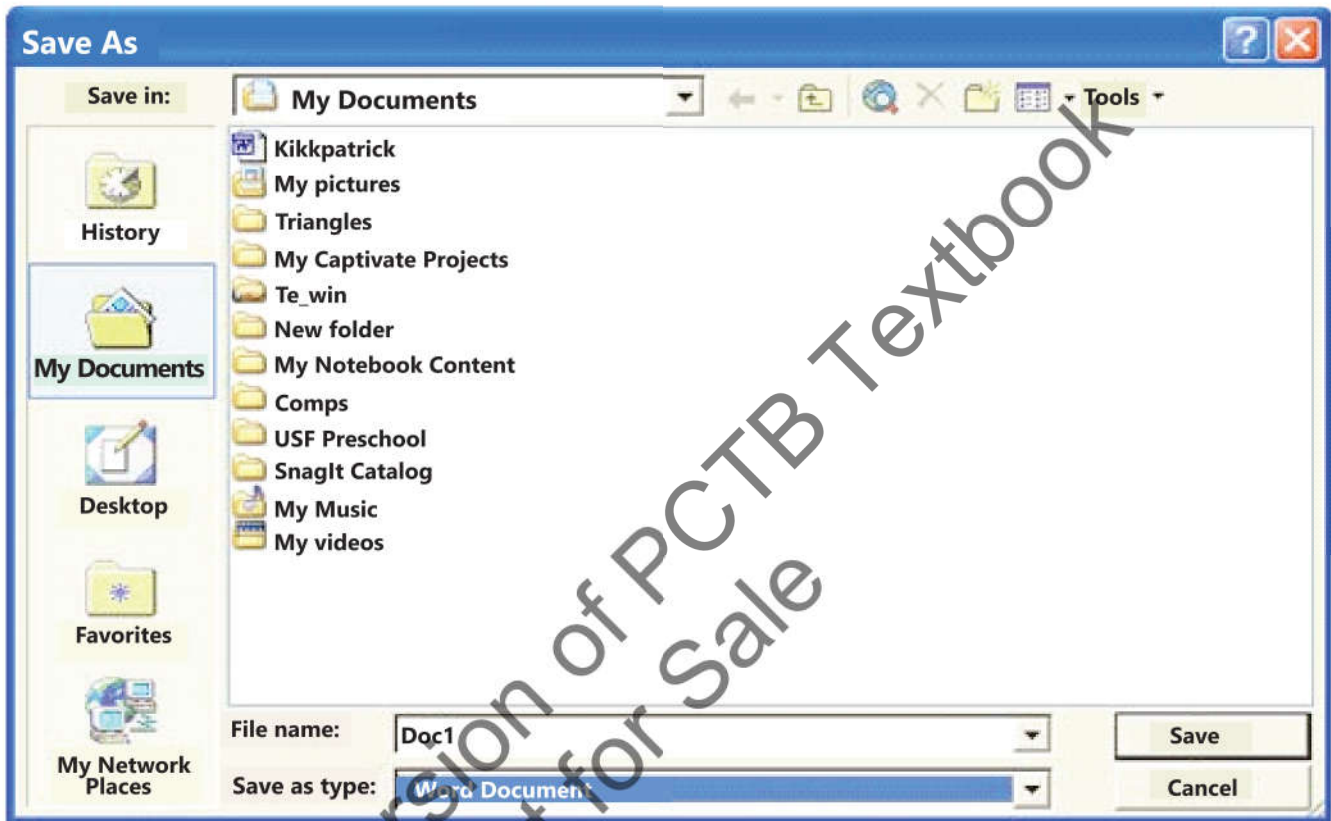 Save As
Save in:
My Documents
Tools
History
My Documents
Desktop
Favorites
My Network
Places
Kikkpatrick
My pictures
Triangles
My Captivate Projects
Te_win
New folder
My Notebook Content
Comps
USF Preschool
SnagIt Catalog
My Music
My videos
File name:
Doc1
Save
Save as type:
Word Document
Cancel
of PCTB Textbook
for Sale